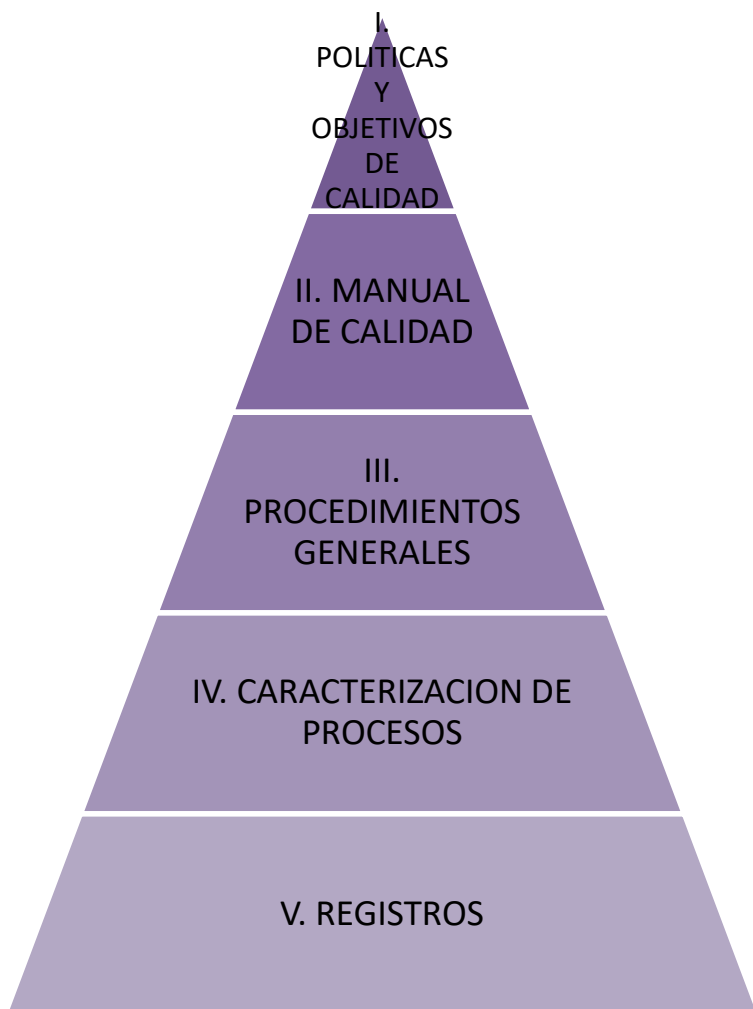 I.
POLITICAS
Y
OBJETIVOS
DE
CALIDAD
II. MANUAL
DE CALIDAD
III.
PROCEDIMIENTOS
GENERALES
IV. CARACTERIZACION DE
PROCESOS
V. REGISTROS